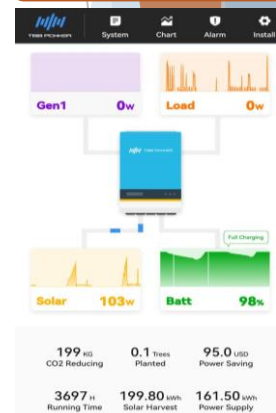 TBB POWER
System
Chart
Alarm
Install
Gen1 0W
Load 0W
TBB POWER
Full Charging
Solar 103W
Batt 98%
199 KG
CO2 Reducing
0.1 Trees
Planted
95.0 USD
Power Saving
3697 H
Running Time
199.80 kWh
Solar Harvest
161.50 kWh
Power Supply